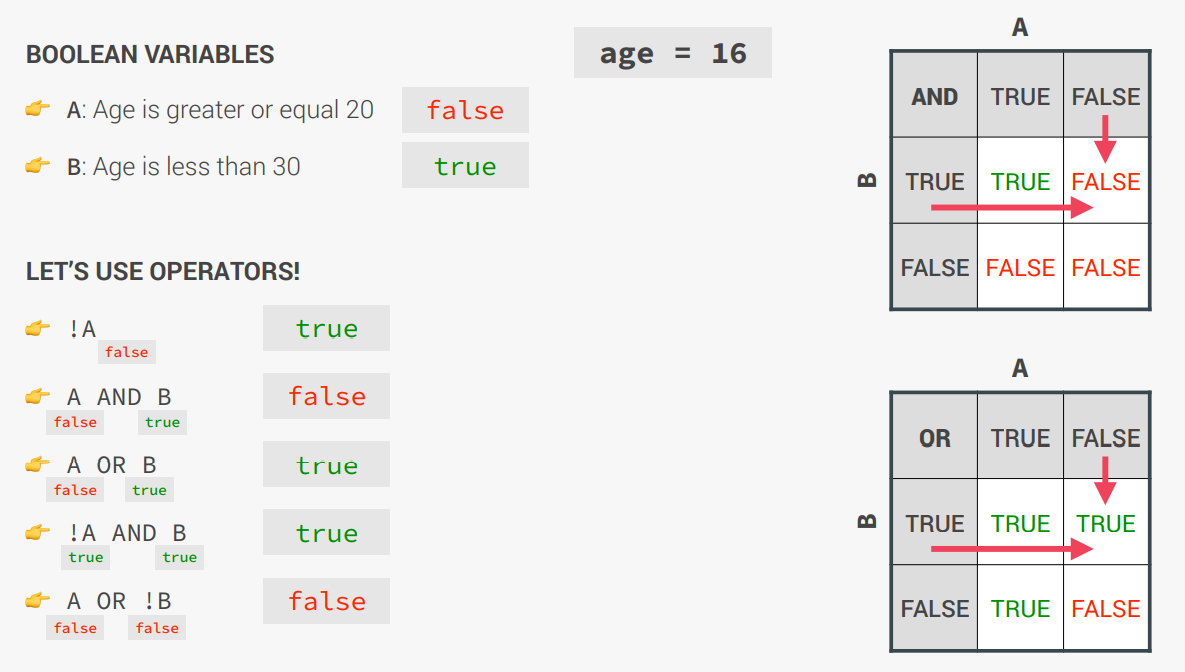 BOOLEAN VARIABLES
age = 16
A: Age is greater or equal 20 false
B: Age is less than 30 true
LET’S USE OPERATORS!
!A true
false
A AND B false
false true
A OR B true
false true
!A AND B true
true true
A OR !B false
false false
A
AND TRUE FALSE
B TRUE TRUE FALSE
FALSE FALSE FALSE
A
OR TRUE FALSE
B TRUE TRUE TRUE
FALSE TRUE FALSE